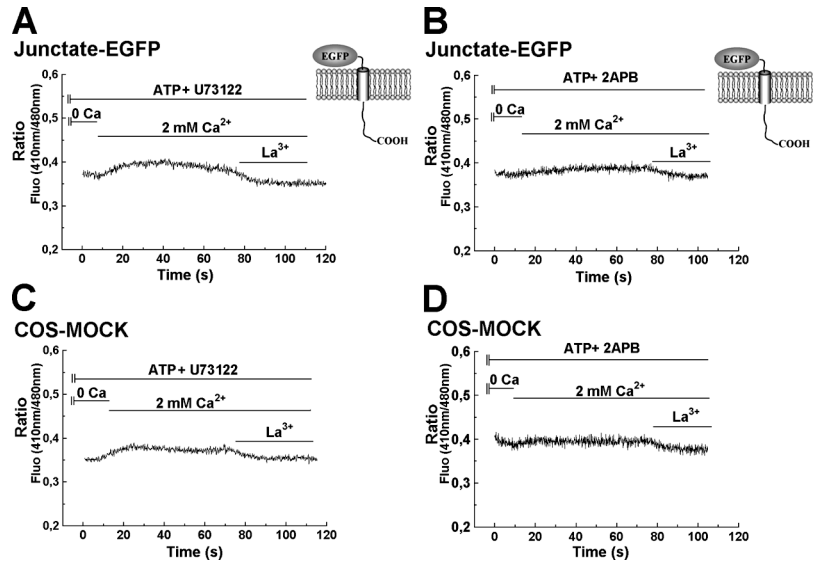 A
Junctate-EGFP
EGFP
COOH
0,6
0,5
0,4
0,3
0,2
Ratio
Fluo (410nm/480nm)
ATP + U73122
0 Ca
2 mM Ca²⁺
La³⁺
0 20 40 60 80 100 120
Time (s)
B
Junctate-EGFP
EGFP
COOH
0,6
0,5
0,4
0,3
0,2
Ratio
Fluo (410nm/480nm)
ATP+ 2APB
0 Ca
2 mM Ca²⁺
La³⁺
0 20 40 60 80 100 120
Time (s)
C
COS-MOCK
0,6
0,5
0,4
0,3
0,2
Ratio
Fluo (410nm/480nm)
ATP + U73122
0 Ca
2 mM Ca²⁺
La³⁺
0 20 40 60 80 100 120
Time (s)
D
COS-MOCK
0,6
0,5
0,4
0,3
0,2
Ratio
Fluo (410nm/480nm)
ATP+ 2APB
0 Ca
2 mM Ca²⁺
La³⁺
0 20 40 60 80 100 120
Time (s)